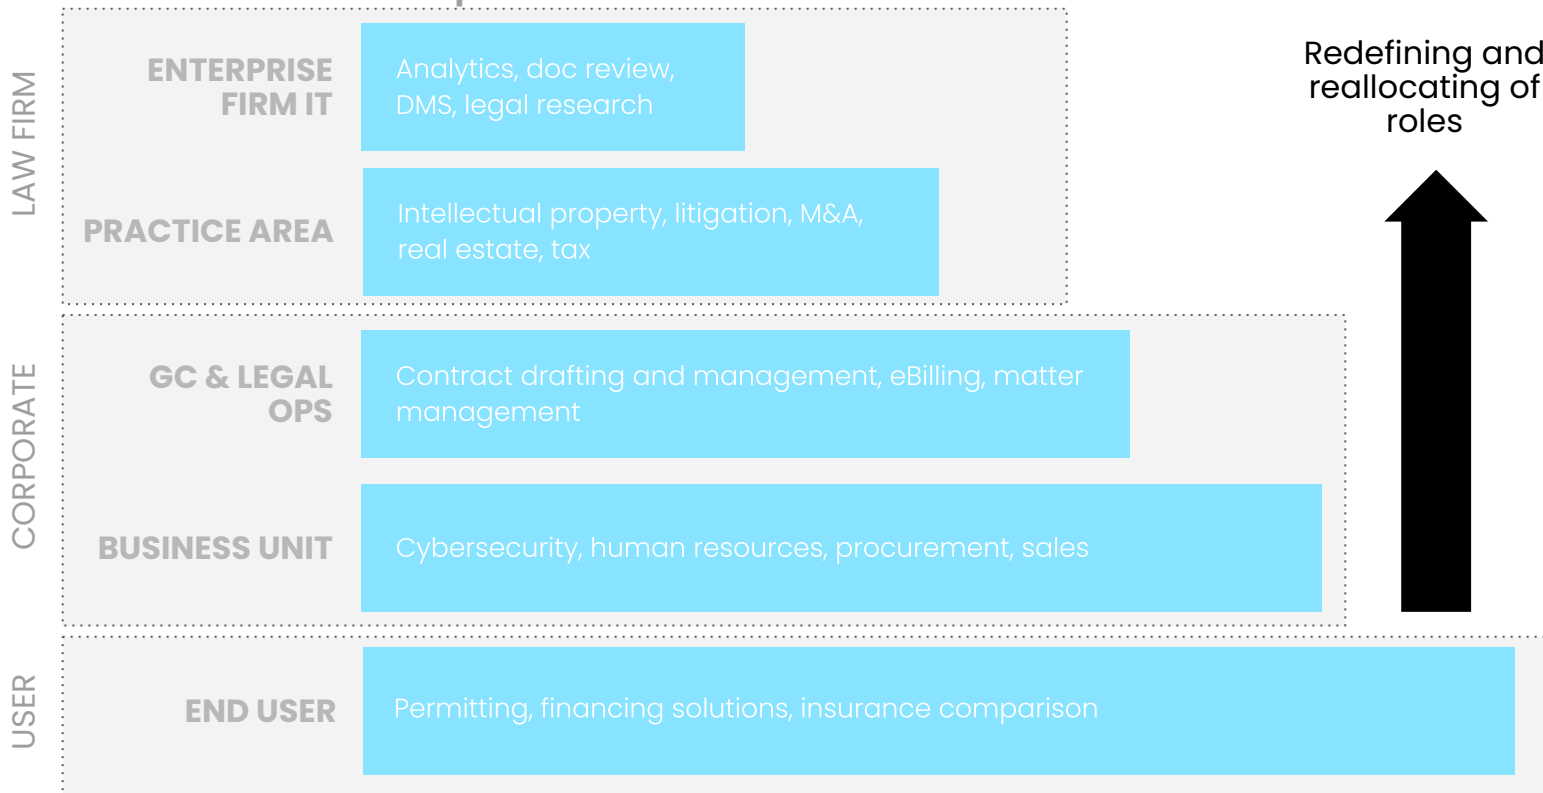 LAW FIRM
ENTERPRISE
FIRM IT
Analytics, doc review,
DMS, legal research
PRACTICE AREA
Intellectual property, litigation, M&A,
real estate, tax
CORPORATE
GC & LEGAL
OPS
Contract drafting and management, eBilling, matter
management
BUSINESS UNIT
Cybersecurity, human resources, procurement, sales
USER
END USER
Permitting, financing solutions, insurance comparison
Redefining and
reallocating of
roles